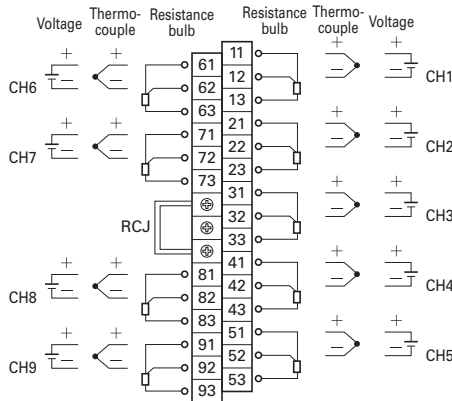 Voltage Thermo-couple Resistance bulb Resistance bulb Thermo-couple Voltage
CH6 + − + − 61 62 63
CH7 + − + − 71 72 73
RCJ
CH8 + − + − 81 82 83
CH9 + − + − 91 92 93
11 12 13 + − + − CH1
21 22 23 + − + − CH2
31 32 33 + − + − CH3
41 42 43 + − + − CH4
51 52 53 + − + − CH5